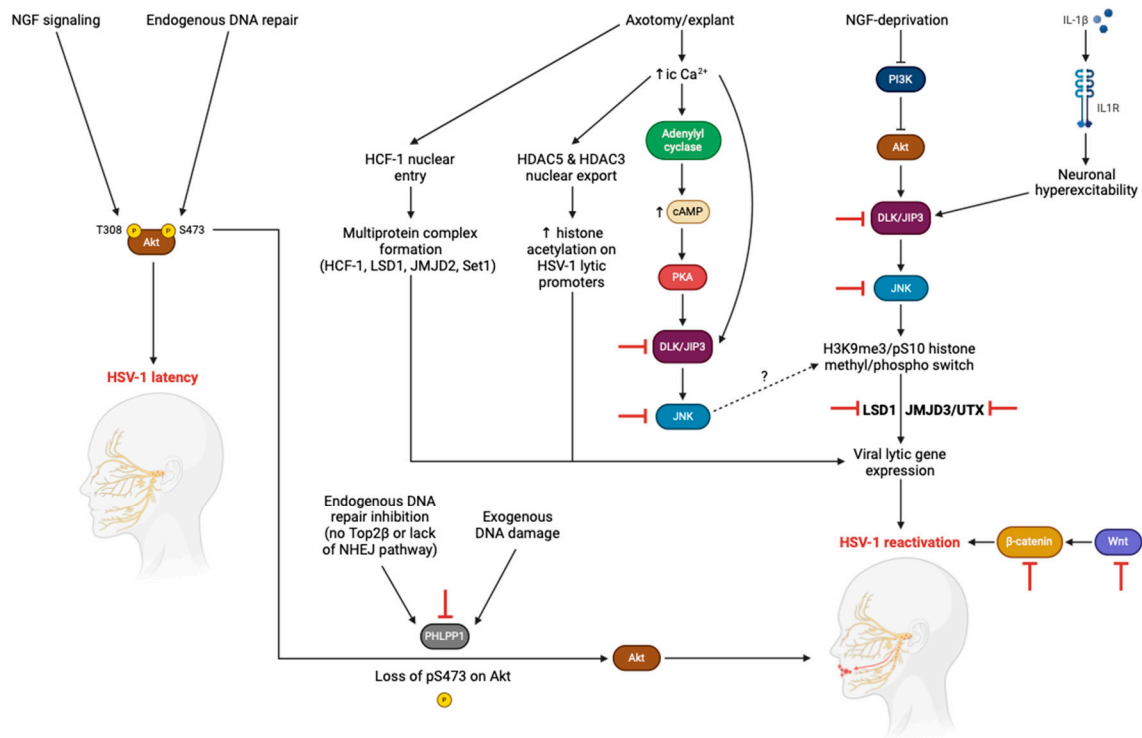 NGF signaling
Endogenous DNA repair
Axotomy/explant
NGF-deprivation
IL-1β
↑ ic Ca²⁺
PI3K
IL1R
Adenylyl
cyclase
Akt
HCF-1 nuclear
entry
HDAC5 & HDAC3
nuclear export
Neuronal
hyperexcitability
↑ cAMP
DLK/JIP3
T308
P
P
S473
Akt
Multiprotein complex
formation
(HCF-1, LSD1, JMJD2, Set1)
↑ histone
acetylation on
HSV-1 lytic
promoters
PKA
JNK
DLK/JIP3
H3K9me3/pS10 histone
methyl/phospho switch
?
HSV-1 latency
JNK
LSD1
JMJD3/UTX
Viral lytic gene
expression
Endogenous DNA
repair inhibition
(no Top2β or lack
of NHEJ pathway)
Exogenous
DNA damage
HSV-1 reactivation
β-catenin
Wnt
PHLPP1
Akt
Loss of pS473 on Akt
P